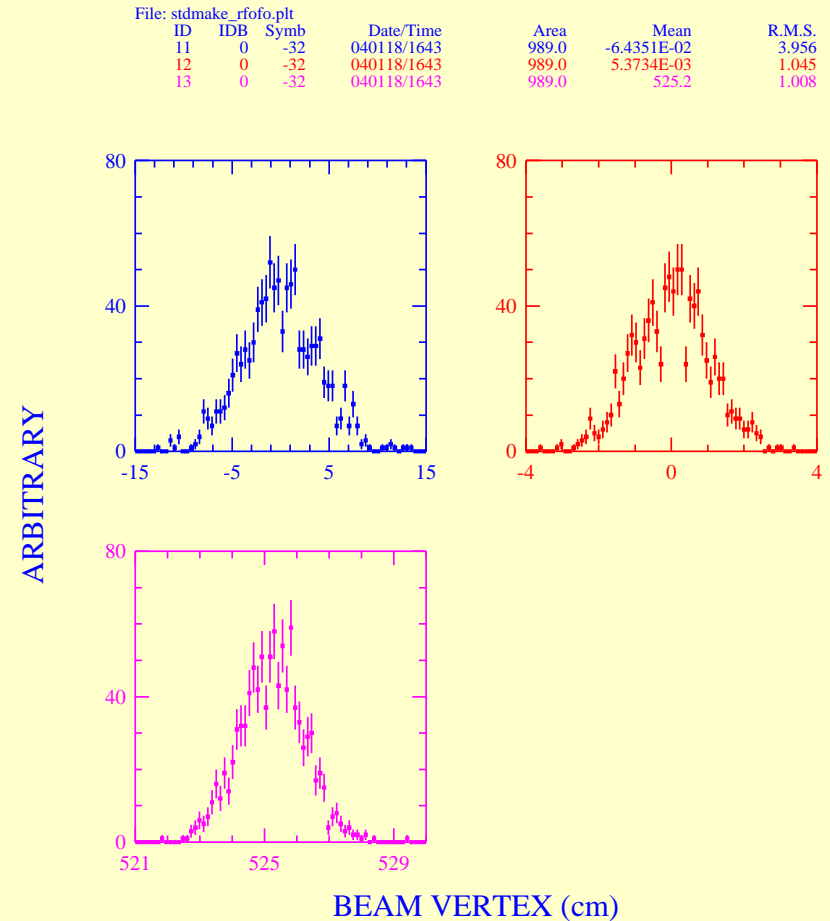 File: stdmake_rfofo.plt
ID IDB Symb Date/Time Area Mean R.M.S.
11 0 -32 040118/1643 989.0 -6.4351E-02 3.956
12 0 -32 040118/1643 989.0 5.3734E-03 1.045
13 0 -32 040118/1643 989.0 525.2 1.008
80
40
0
-15 -5 5 15
80
40
0
-4 0 4
ARBITRARY
80
40
0
521 525 529
BEAM VERTEX (cm)